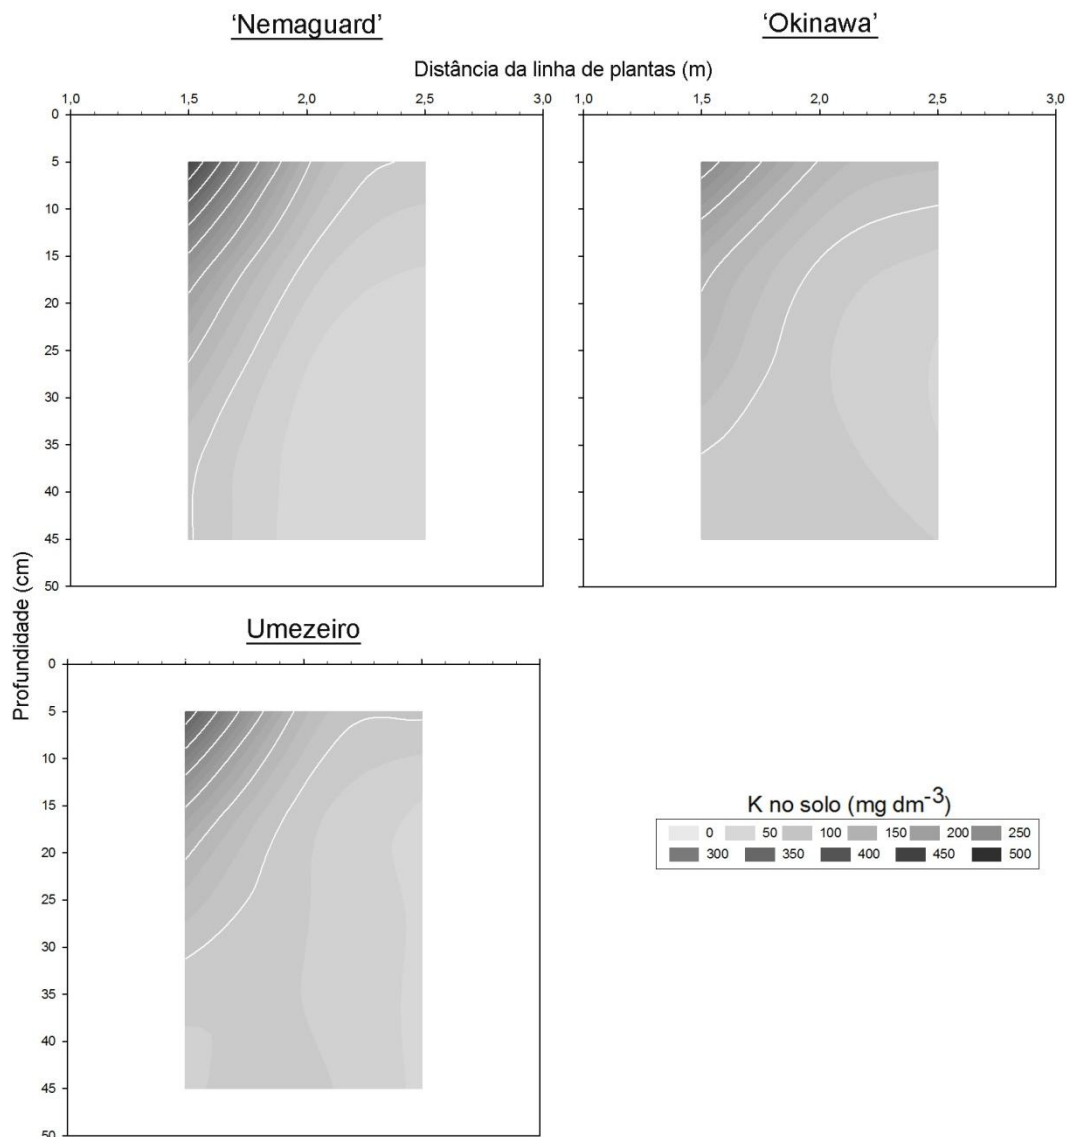 ‘Nemaguard’ ‘Okinawa’
Distância da linha de plantas (m)
1,0 1,5 2,0 2,5 3,0 1,0 1,5 2,0 2,5 3,0
0
5
10
15
20
25
30
35
40
45
50
Profundidade (cm)
Umezeiro
0
5
10
15
20
25
30
35
40
45
50
K no solo (mg dm-3)
0 50 100 150 200 250
300 350 400 450 500